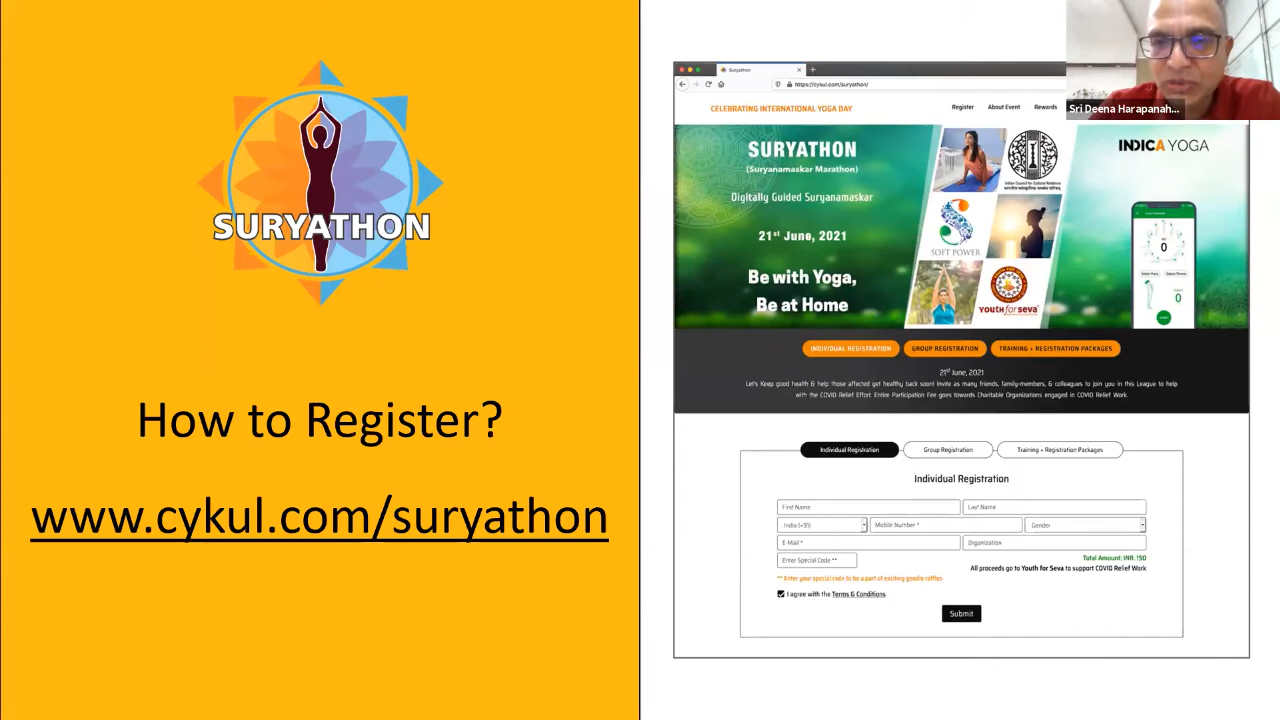 SURYATHON
How to Register?
www.cykul.com/suryathon
Suryathon
https://cykul.com/suryathon/
CELEBRATING INTERNATIONAL YOGA DAY
Register
About Event
Rewards
Sri Deena Harapanah...
SURYATHON
(Suryanamaskar Marathon)
Digitally Guided Suryanamaskar
21st June, 2021
Be with Yoga,
Be at Home
Indian Council for Cultural Relations
SOFT POWER
YOUTH for SEVA
INDICA YOGA
0
0
INDIVIDUAL REGISTRATION
GROUP REGISTRATION
TRAINING + REGISTRATION PACKAGES
21st June, 2021
Let's Keep good health & help those affected get healthy back soon! Invite as many friends, family-members, & colleagues to join you in this League to help
with the COVID Relief Effort. Entire Participation Fee goes towards Charitable Organizations engaged in COVID Relief Work.
Individual Registration
Group Registration
Training + Registration Packages
Individual Registration
First Name
Last Name
India (+91)
Mobile Number *
Gender
E-Mail *
Organization
Enter Special Code **
Total Amount: INR. 150
All proceeds go to Youth for Seva to support COVID Relief Work
** Enter your special code to be a part of exciting goodie raffles
I agree with the Terms & Conditions
Submit